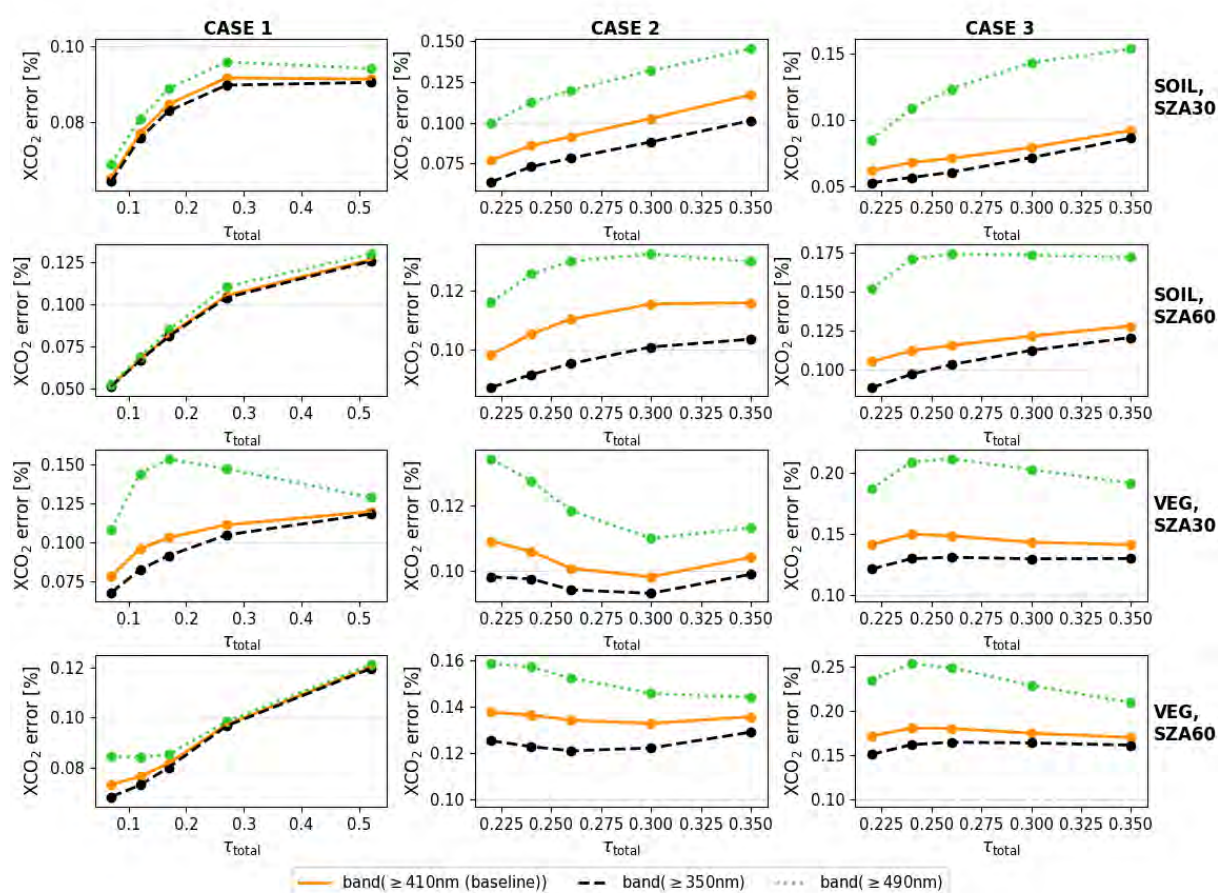 CASE 1 CASE 2 CASE 3
XCO₂ error [%] 0.10 0.08
0.1 0.2 0.3 0.4 0.5
τtotal
XCO₂ error [%] 0.150 0.125 0.100 0.075
0.225 0.250 0.275 0.300 0.325 0.350
τtotal
XCO₂ error [%] 0.15 0.10 0.05
0.225 0.250 0.275 0.300 0.325 0.350
τtotal
SOIL,
SZA30
XCO₂ error [%] 0.125 0.100 0.075 0.050
0.1 0.2 0.3 0.4 0.5
τtotal
XCO₂ error [%] 0.12 0.10
0.225 0.250 0.275 0.300 0.325 0.350
τtotal
XCO₂ error [%] 0.175 0.150 0.125 0.100
0.225 0.250 0.275 0.300 0.325 0.350
τtotal
SOIL,
SZA60
XCO₂ error [%] 0.150 0.125 0.100 0.075
0.1 0.2 0.3 0.4 0.5
τtotal
XCO₂ error [%] 0.12 0.10
0.225 0.250 0.275 0.300 0.325 0.350
τtotal
XCO₂ error [%] 0.20 0.15 0.10
0.225 0.250 0.275 0.300 0.325 0.350
τtotal
VEG,
SZA30
XCO₂ error [%] 0.12 0.10 0.08
0.1 0.2 0.3 0.4 0.5
τtotal
XCO₂ error [%] 0.16 0.14 0.12 0.10
0.225 0.250 0.275 0.300 0.325 0.350
τtotal
XCO₂ error [%] 0.25 0.20 0.15 0.10
0.225 0.250 0.275 0.300 0.325 0.350
τtotal
VEG,
SZA60
band( ≥410nm (baseline)) band( ≥350nm) band( ≥490nm)